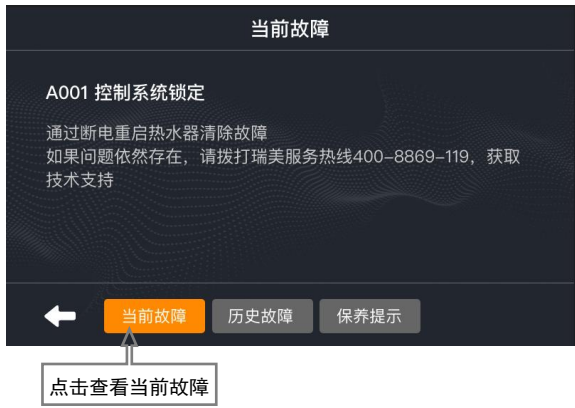 当前故障
A001 控制系统锁定
通过断电重启热水器清除故障
如果问题依然存在，请拨打瑞美服务热线400-8869-119，获取
技术支持
当前故障 历史故障 保养提示
点击查看当前故障